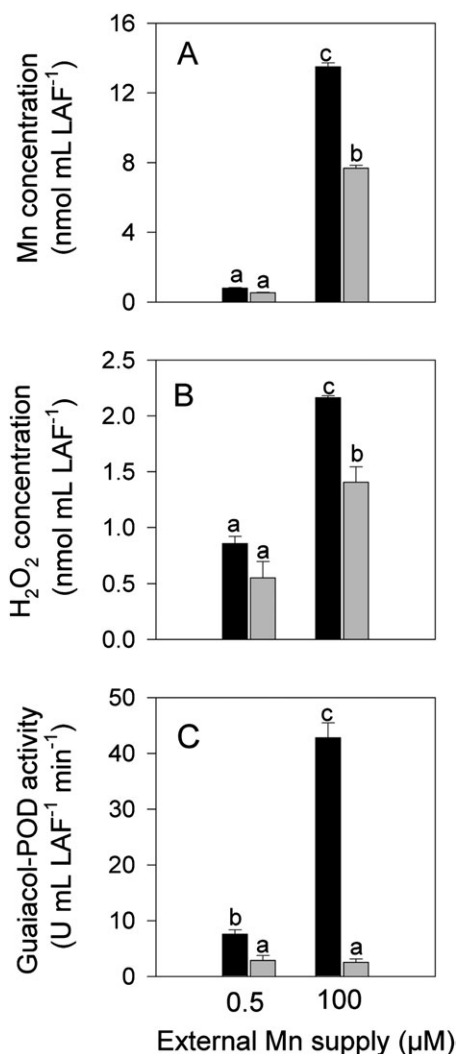 A
Mn concentration
(nmol mL LAF⁻¹)
16
12
8
4
0
a
a
c
b
B
H₂O₂ concentration
(nmol mL LAF⁻¹)
2.5
2.0
1.5
1.0
0.5
0.0
a
a
c
b
C
Guaiacol-POD activity
(U mL LAF⁻¹ min⁻¹)
50
40
30
20
10
0
b
a
c
a
0.5 100
External Mn supply (µM)